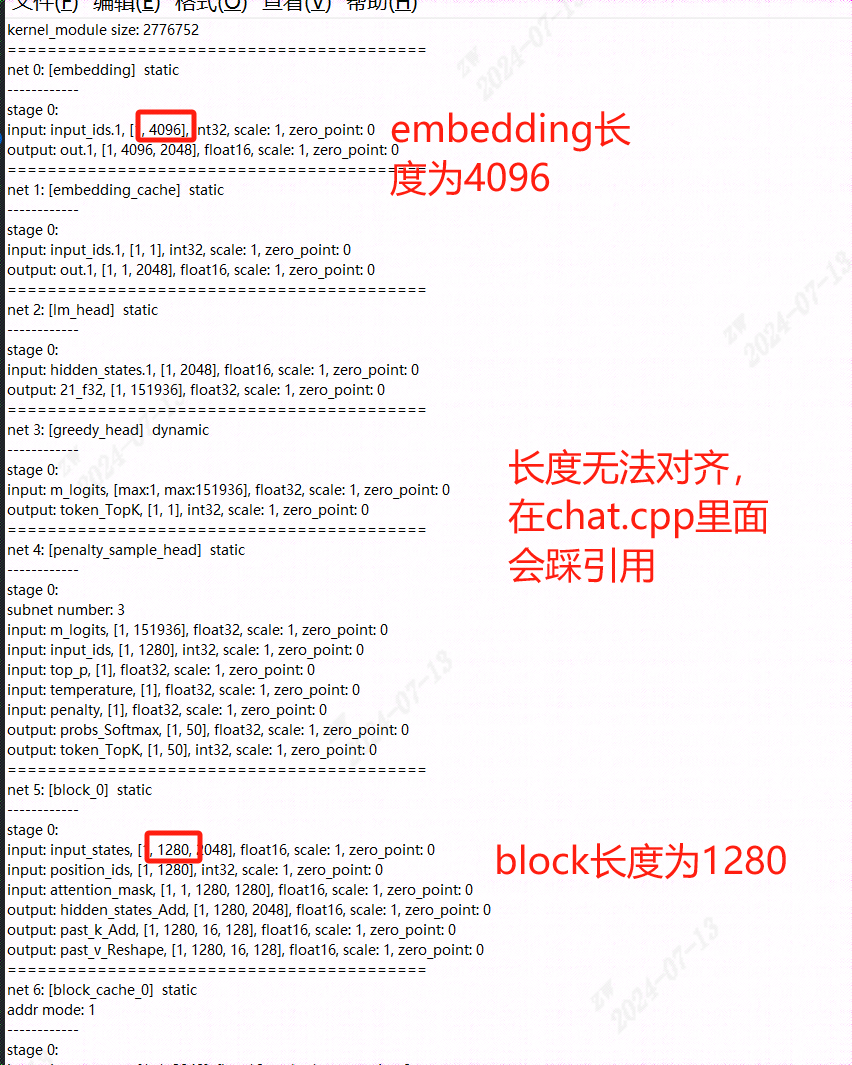 文件(F) 编辑(E) 格式(O) 查看(V) 帮助(H)
kernel_module size: 2776752
==========================================
net 0: [embedding]  static
------------
stage 0:
input: input_ids.1, [1, 4096], int32, scale: 1, zero_point: 0
output: out.1, [1, 4096, 2048], float16, scale: 1, zero_point: 0
embedding长
度为4096
==========================================
net 1: [embedding_cache]  static
------------
stage 0:
input: input_ids.1, [1, 1], int32, scale: 1, zero_point: 0
output: out.1, [1, 1, 2048], float16, scale: 1, zero_point: 0
==========================================
net 2: [lm_head]  static
------------
stage 0:
input: hidden_states.1, [1, 2048], float16, scale: 1, zero_point: 0
output: 21_f32, [1, 151936], float32, scale: 1, zero_point: 0
==========================================
net 3: [greedy_head]  dynamic
------------
stage 0:
input: m_logits, [max:1, max:151936], float32, scale: 1, zero_point: 0
output: token_TopK, [1, 1], int32, scale: 1, zero_point: 0
长度无法对齐，
在chat.cpp里面
会踩引用
==========================================
net 4: [penalty_sample_head]  static
------------
stage 0:
subnet number: 3
input: m_logits, [1, 151936], float32, scale: 1, zero_point: 0
input: input_ids, [1, 1280], int32, scale: 1, zero_point: 0
input: top_p, [1], float32, scale: 1, zero_point: 0
input: temperature, [1], float32, scale: 1, zero_point: 0
input: penalty, [1], float32, scale: 1, zero_point: 0
output: probs_Softmax, [1, 50], float32, scale: 1, zero_point: 0
output: token_TopK, [1, 50], int32, scale: 1, zero_point: 0
==========================================
net 5: [block_0]  static
------------
stage 0:
input: input_states, [1, 1280, 2048], float16, scale: 1, zero_point: 0
block长度为1280
input: position_ids, [1, 1280], int32, scale: 1, zero_point: 0
input: attention_mask, [1, 1, 1280, 1280], float16, scale: 1, zero_point: 0
output: hidden_states_Add, [1, 1280, 2048], float16, scale: 1, zero_point: 0
output: past_k_Add, [1, 1280, 16, 128], float16, scale: 1, zero_point: 0
output: past_v_Reshape, [1, 1280, 16, 128], float16, scale: 1, zero_point: 0
==========================================
net 6: [block_cache_0]  static
addr mode: 1
------------
stage 0:
zw
2024-07-13
zw
2024-07-13
zw
2024-07-13